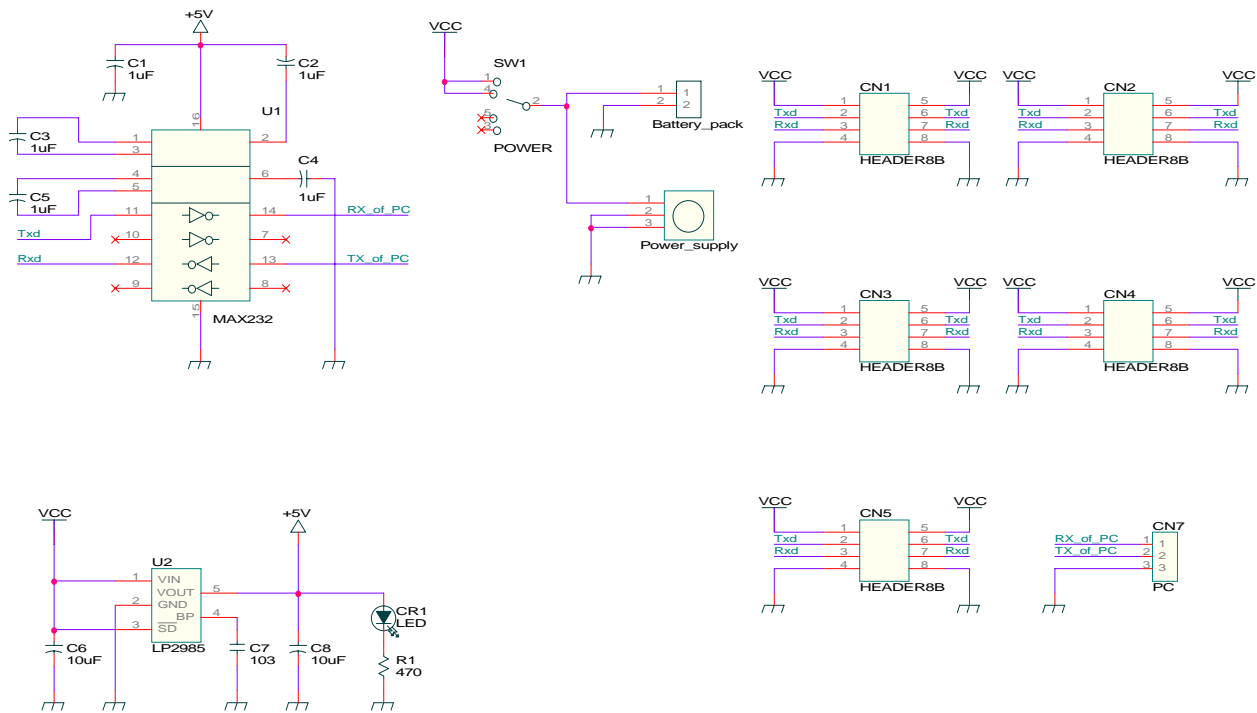 +5V
C1
1uF
C2
1uF
U1
16
C3
1uF
1
3
2
C4
1uF
4
5
6
C5
1uF
11
14
RX_of_PC
Txd
10
7
Rxd
12
13
TX_of_PC
9
8
15
MAX232
VCC
SW1
1
4
2
5
POWER
1
2
1
2
Battery_pack
1
2
3
Power_supply
VCC
VCC
CN1
1
5
Txd
2
6
Txd
Rxd
3
7
Rxd
4
8
HEADER8B
VCC
VCC
CN2
1
5
Txd
2
6
Txd
Rxd
3
7
Rxd
4
8
HEADER8B
VCC
VCC
CN3
1
5
Txd
2
6
Txd
Rxd
3
7
Rxd
4
8
HEADER8B
VCC
VCC
CN4
1
5
Txd
2
6
Txd
Rxd
3
7
Rxd
4
8
HEADER8B
VCC
+5V
U2
1
VIN
VOUT
5
2
GND
BP
4
3
SD
LP2985
C6
10uF
C7
103
C8
10uF
CR1
LED
R1
470
VCC
VCC
CN5
1
5
Txd
2
6
Txd
Rxd
3
7
Rxd
4
8
HEADER8B
CN7
RX_of_PC
1
1
TX_of_PC
2
2
3
3
PC